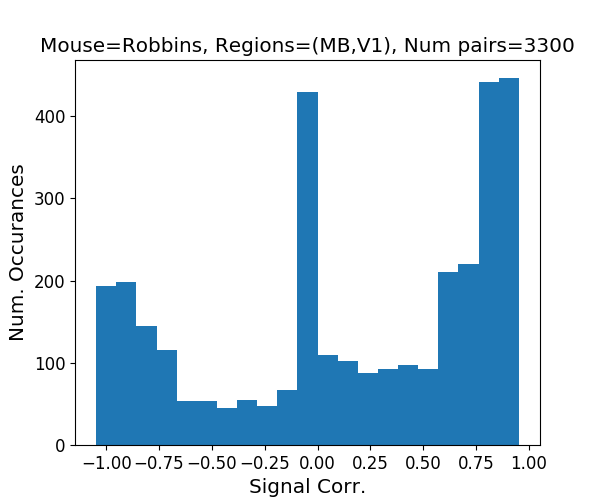 Mouse=Robbins, Regions=(MB,V1), Num pairs=3300
400
300
200
100
0
Num. Occurances
−1.00 −0.75 −0.50 −0.25 0.00 0.25 0.50 0.75 1.00
Signal Corr.